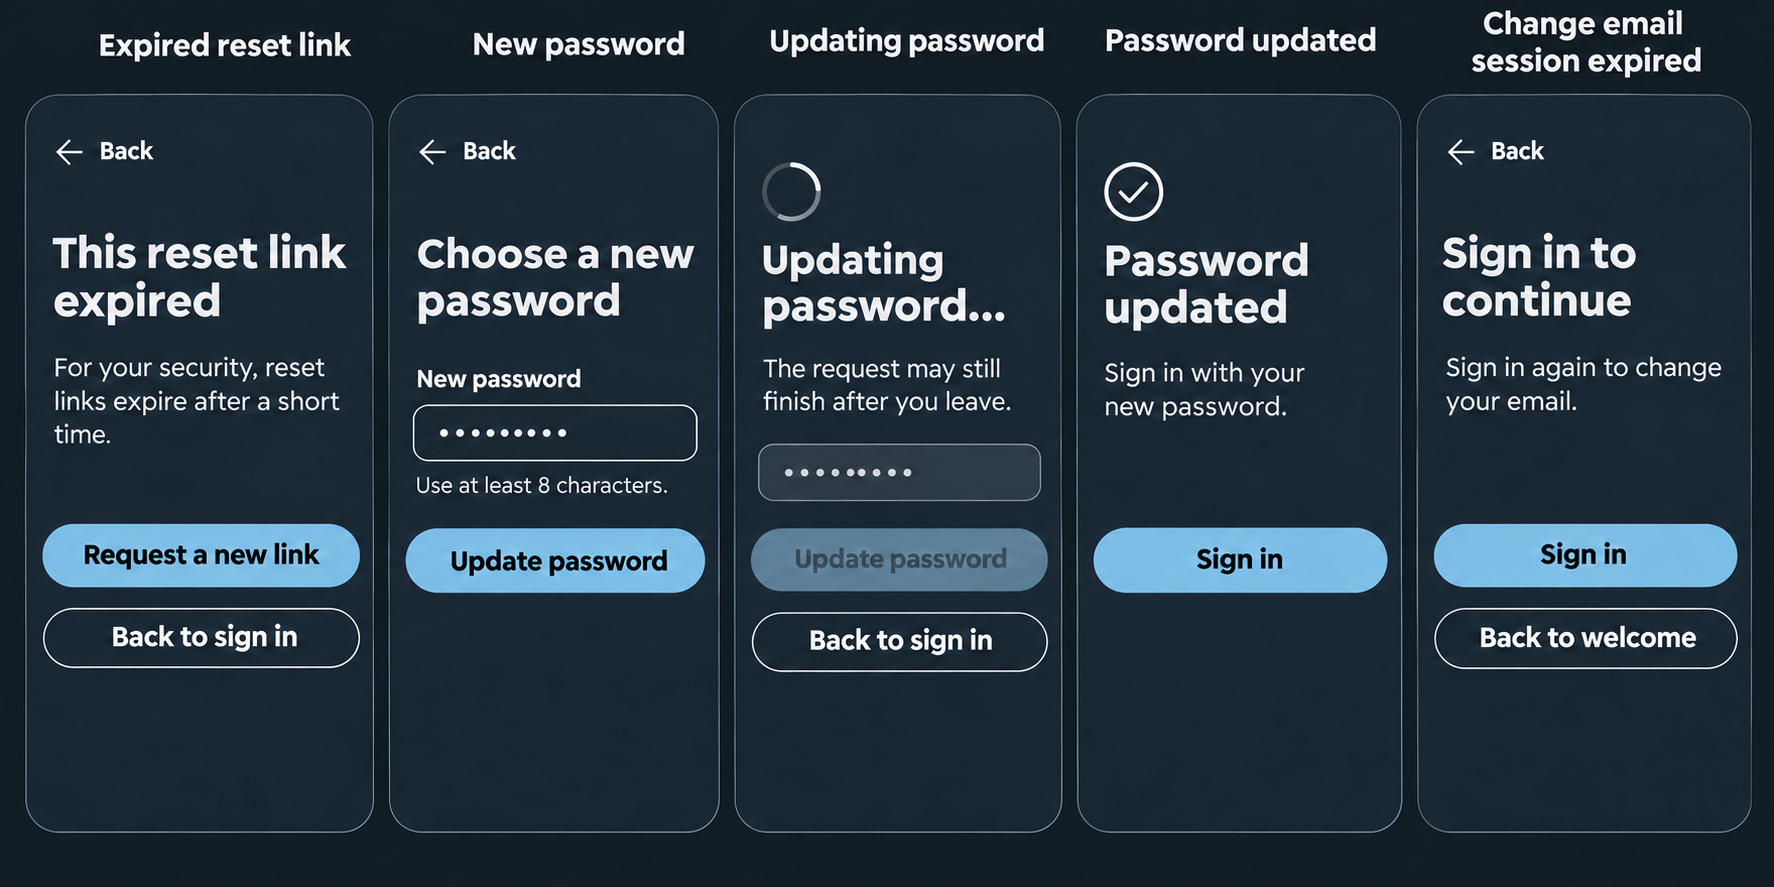 Expired reset link
← Back
This reset link
expired
For your security, reset
links expire after a short
time.
Request a new link
Back to sign in
New password
← Back
Choose a new
password
New password
•••••••••
Use at least 8 characters.
Update password
Updating password
Updating
password...
The request may still
finish after you leave.
•••••••••
Update password
Back to sign in
Password updated
Password
updated
Sign in with your
new password.
Sign in
Change email
session expired
← Back
Sign in to
continue
Sign in again to change
your email.
Sign in
Back to welcome